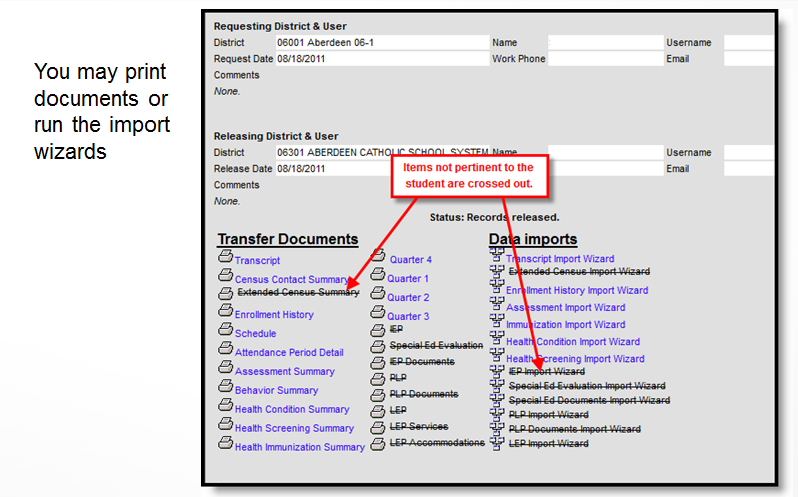 You may print
documents or
run the import
wizards
Requesting District & User
District 06001 Aberdeen 06-1 Name Username
Request Date 08/18/2011 Work Phone Email
Comments
None.
Releasing District & User
District 06301 ABERDEEN CATHOLIC SCHOOL SYSTEM Name Username
Release Date 08/18/2011 Email
Comments
None.
Items not pertinent to the
student are crossed out.
Status: Records released.
Transfer Documents
Transcript
Census Contact Summary
Extended Census Summary
Enrollment History
Schedule
Attendance Period Detail
Assessment Summary
Behavior Summary
Health Condition Summary
Health Screening Summary
Health Immunization Summary
Quarter 4
Quarter 1
Quarter 2
Quarter 3
IEP
Special Ed Evaluation
IEP Documents
PLP
PLP Documents
LEP
LEP Services
LEP Accommodations
Data imports
Transcript Import Wizard
Extended Census Import Wizard
Enrollment History Import Wizard
Assessment Import Wizard
Immunization Import Wizard
Health Condition Import Wizard
Health Screening Import Wizard
IEP Import Wizard
Special Ed Evaluation Import Wizard
Special Ed Documents Import Wizard
PLP Import Wizard
PLP Documents Import Wizard
LEP Import Wizard